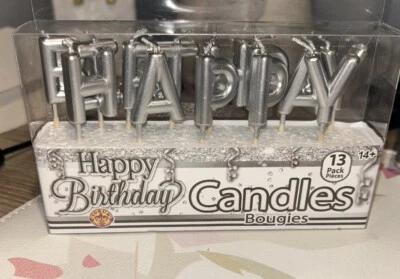 HAPPY
Happy
Birthday
Candles
Bougies
13
Pack
Pieces
14+